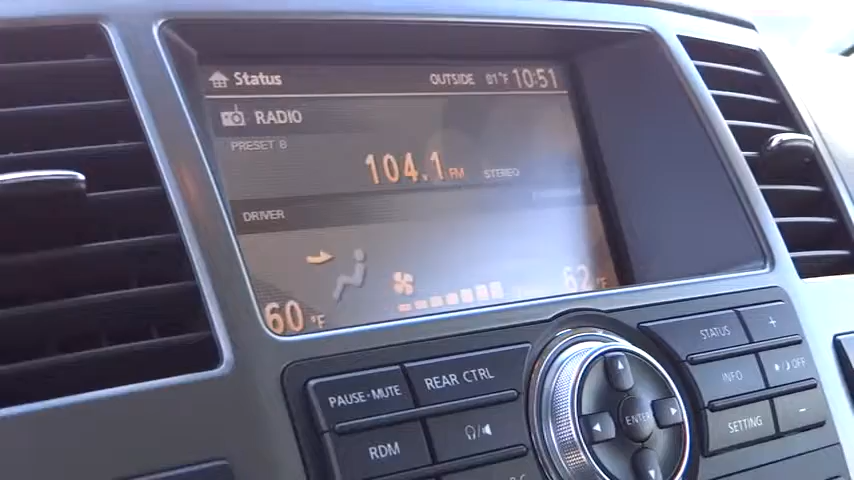 Status OUTSIDE 81°F 10:51
RADIO
PRESET 8
104.1 FM STEREO
DRIVER
60 °F 62 °F
PAUSE·MUTE REAR CTRL STATUS +
INFO OFF
RDM ENTER SETTING −